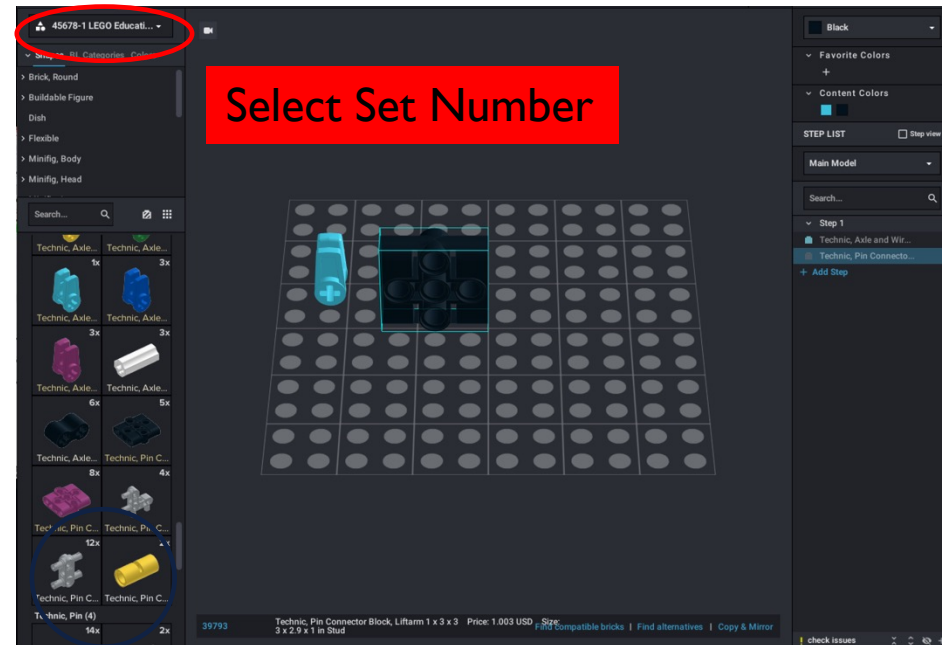 45678-1 LEGO Educati...
Shapes BL Categories Colors
Brick, Round
Buildable Figure
Dish
Flexible
Minifig, Body
Minifig, Head
Search...
Technic, Axle... Technic, Axle...
1x 3x
Technic, Axle... Technic, Axle...
3x 3x
Technic, Axle... Technic, Axle...
6x 5x
Technic, Axle... Technic, Pin C...
8x 4x
Technic, Pin C... Technic, Pin C...
12x
Technic, Pin C... Technic, Pin C...
Technic, Pin (4)
14x 2x
Select Set Number
39793
Technic, Pin Connector Block, Liftarm 1 x 3 x 3 Price: 1.003 USD Size:
3 x 2.9 x 1 in Stud
Find compatible bricks | Find alternatives | Copy & Mirror
Black
Favorite Colors
+
Content Colors
STEP LIST Step view
Main Model
Search...
Step 1
Technic, Axle and Wir...
Technic, Pin Connecto...
+ Add Step
! check issues